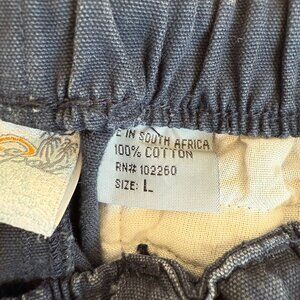 E IN SOUTH AFRICA
100% COTTON
RN# 102260
SIZE: L